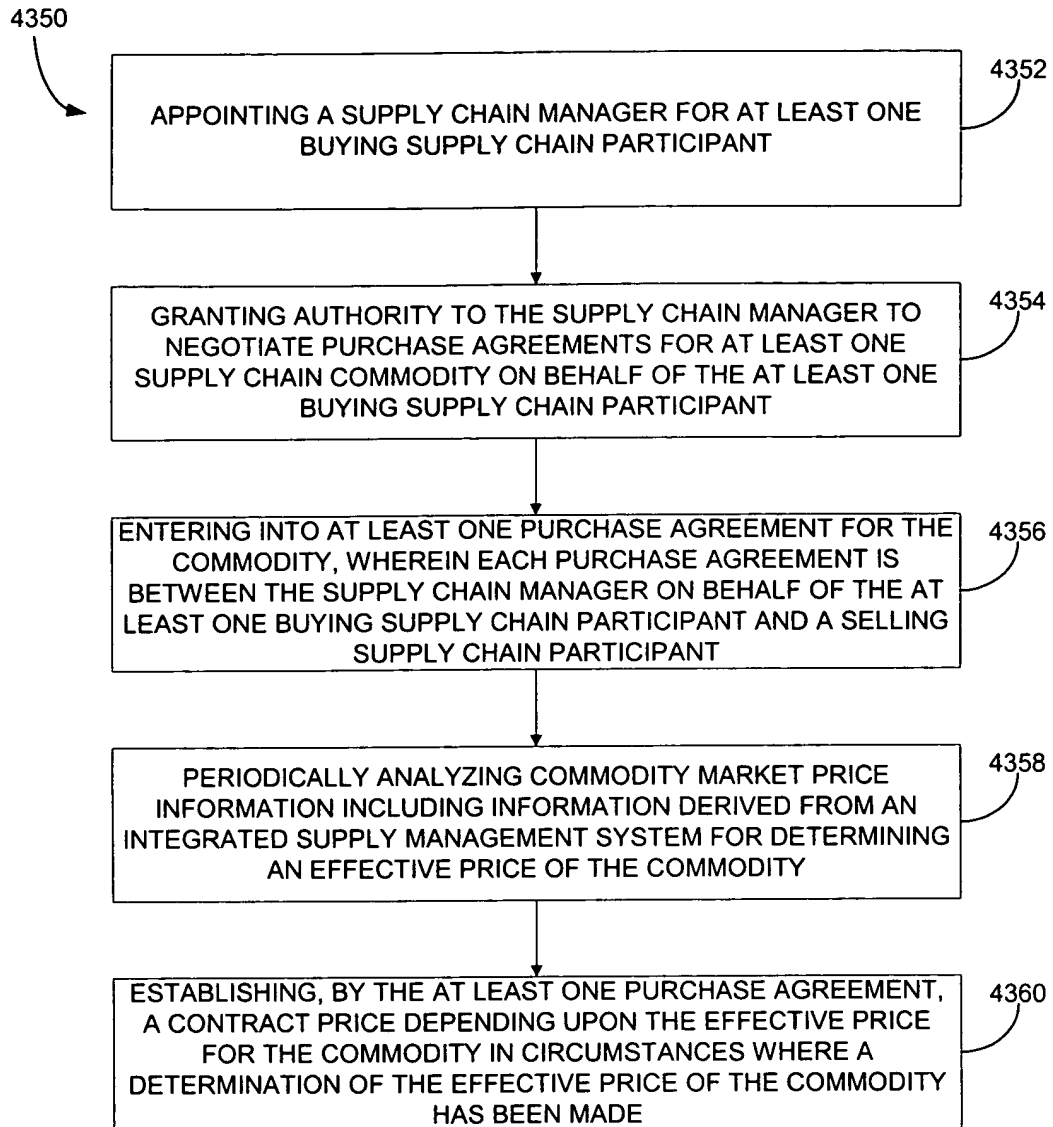 4350
APPOINTING A SUPPLY CHAIN MANAGER FOR AT LEAST ONE
BUYING SUPPLY CHAIN PARTICIPANT
4352
GRANTING AUTHORITY TO THE SUPPLY CHAIN MANAGER TO
NEGOTIATE PURCHASE AGREEMENTS FOR AT LEAST ONE
SUPPLY CHAIN COMMODITY ON BEHALF OF THE AT LEAST ONE
BUYING SUPPLY CHAIN PARTICIPANT
4354
ENTERING INTO AT LEAST ONE PURCHASE AGREEMENT FOR THE
COMMODITY, WHEREIN EACH PURCHASE AGREEMENT IS
BETWEEN THE SUPPLY CHAIN MANAGER ON BEHALF OF THE AT
LEAST ONE BUYING SUPPLY CHAIN PARTICIPANT AND A SELLING
SUPPLY CHAIN PARTICIPANT
4356
PERIODICALLY ANALYZING COMMODITY MARKET PRICE
INFORMATION INCLUDING INFORMATION DERIVED FROM AN
INTEGRATED SUPPLY MANAGEMENT SYSTEM FOR DETERMINING
AN EFFECTIVE PRICE OF THE COMMODITY
4358
ESTABLISHING, BY THE AT LEAST ONE PURCHASE AGREEMENT,
A CONTRACT PRICE DEPENDING UPON THE EFFECTIVE PRICE
FOR THE COMMODITY IN CIRCUMSTANCES WHERE A
DETERMINATION OF THE EFFECTIVE PRICE OF THE COMMODITY
HAS BEEN MADE
4360